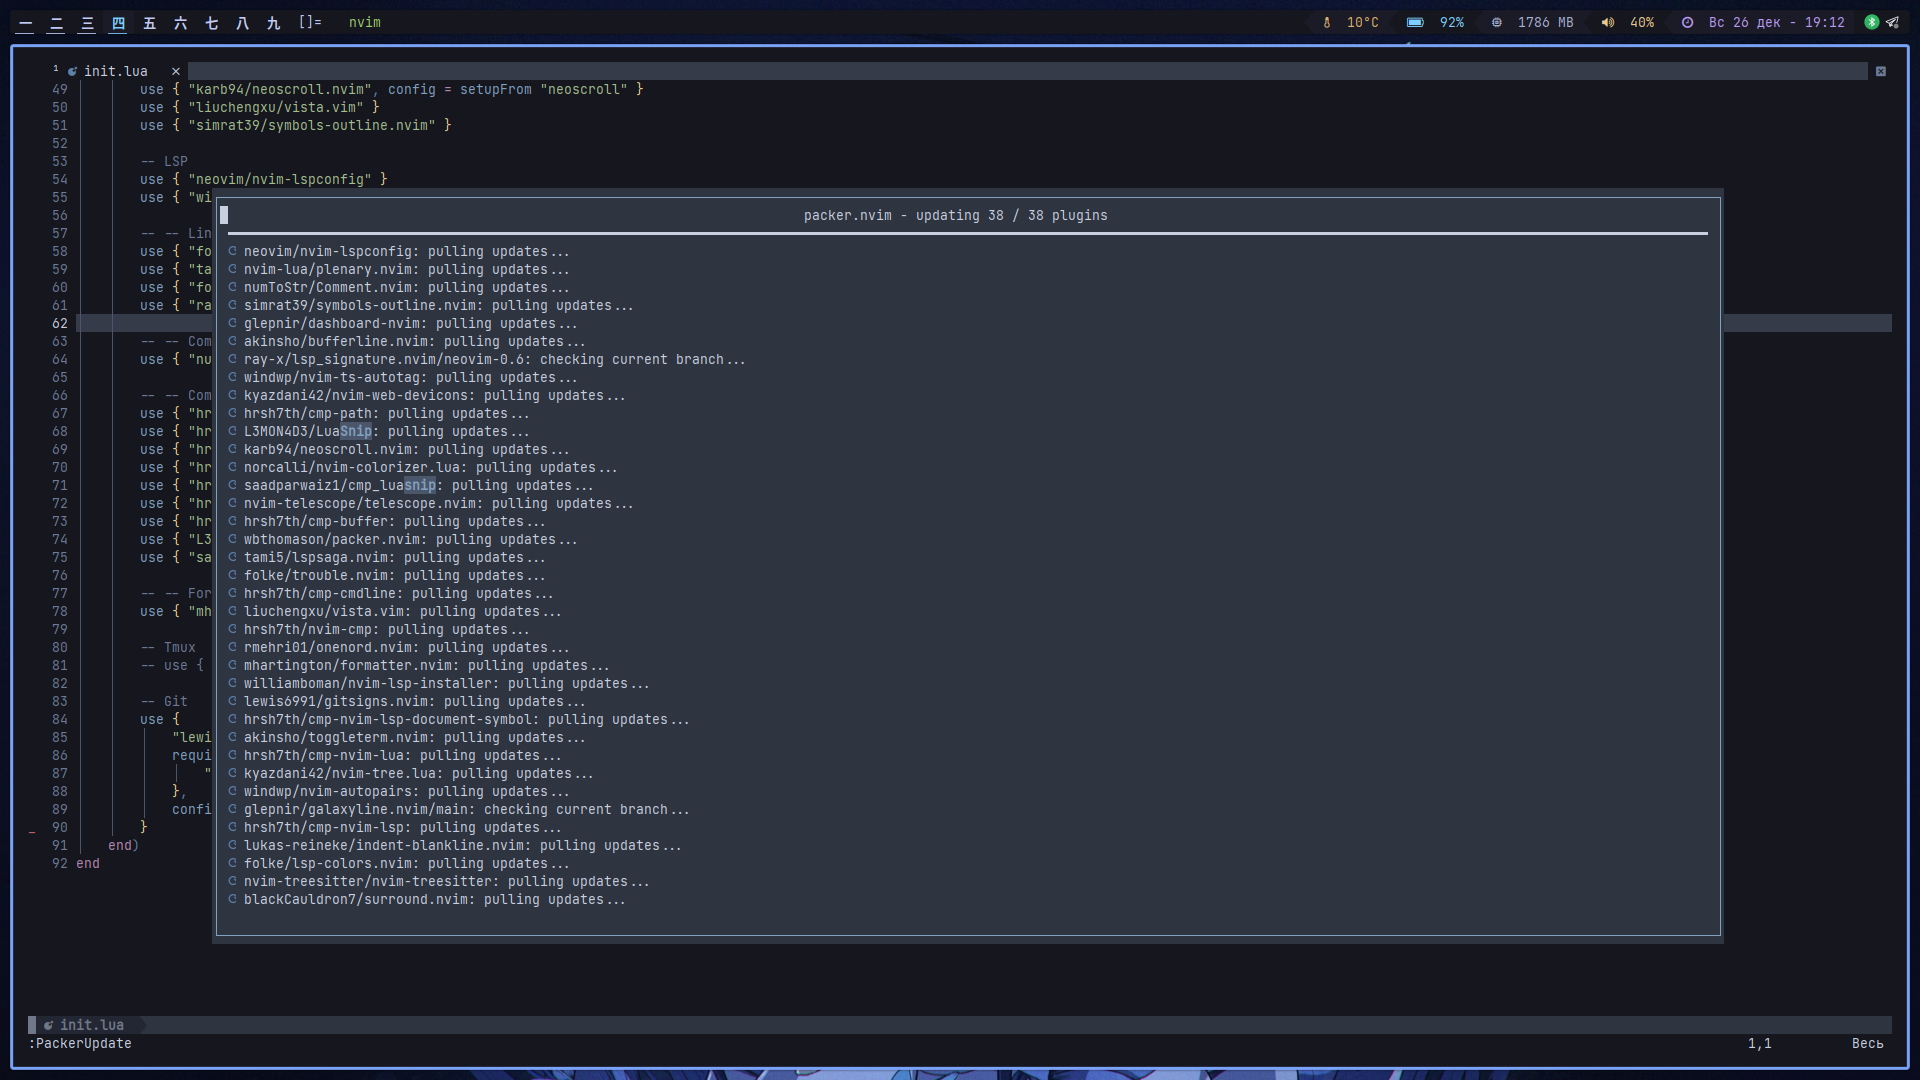 一 二 三 四 五 六 七 八 九 []= nvim 10°C 92% 1786 MB 40% Вс 26 дек - 19:12
1 init.lua ×
49 use { "karb94/neoscroll.nvim", config = setupFrom "neoscroll" }
50 use { "liuchengxu/vista.vim" }
51 use { "simrat39/symbols-outline.nvim" }
52
53 -- LSP
54 use { "neovim/nvim-lspconfig" }
55 use { "wi
56
57 -- -- Lin
58 use { "fo
59 use { "ta
60 use { "fo
61 use { "ra
62
63 -- -- Com
64 use { "nu
65
66 -- -- Com
67 use { "hr
68 use { "hr
69 use { "hr
70 use { "hr
71 use { "hr
72 use { "hr
73 use { "hr
74 use { "L3
75 use { "sa
76
77 -- -- For
78 use { "mh
79
80 -- Tmux
81 -- use {
82
83 -- Git
84 use {
85 "lewi
86 requi
87 "
88 },
89 confi
90 }
91 end)
92 end
packer.nvim - updating 38 / 38 plugins
neovim/nvim-lspconfig: pulling updates...
nvim-lua/plenary.nvim: pulling updates...
numToStr/Comment.nvim: pulling updates...
simrat39/symbols-outline.nvim: pulling updates...
glepnir/dashboard-nvim: pulling updates...
akinsho/bufferline.nvim: pulling updates...
ray-x/lsp_signature.nvim/neovim-0.6: checking current branch...
windwp/nvim-ts-autotag: pulling updates...
kyazdani42/nvim-web-devicons: pulling updates...
hrsh7th/cmp-path: pulling updates...
L3MON4D3/LuaSnip: pulling updates...
karb94/neoscroll.nvim: pulling updates...
norcalli/nvim-colorizer.lua: pulling updates...
saadparwaiz1/cmp_luasnip: pulling updates...
nvim-telescope/telescope.nvim: pulling updates...
hrsh7th/cmp-buffer: pulling updates...
wbthomason/packer.nvim: pulling updates...
tami5/lspsaga.nvim: pulling updates...
folke/trouble.nvim: pulling updates...
hrsh7th/cmp-cmdline: pulling updates...
liuchengxu/vista.vim: pulling updates...
hrsh7th/nvim-cmp: pulling updates...
rmehri01/onenord.nvim: pulling updates...
mhartington/formatter.nvim: pulling updates...
williamboman/nvim-lsp-installer: pulling updates...
lewis6991/gitsigns.nvim: pulling updates...
hrsh7th/cmp-nvim-lsp-document-symbol: pulling updates...
akinsho/toggleterm.nvim: pulling updates...
hrsh7th/cmp-nvim-lua: pulling updates...
kyazdani42/nvim-tree.lua: pulling updates...
windwp/nvim-autopairs: pulling updates...
glepnir/galaxyline.nvim/main: checking current branch...
hrsh7th/cmp-nvim-lsp: pulling updates...
lukas-reineke/indent-blankline.nvim: pulling updates...
folke/lsp-colors.nvim: pulling updates...
nvim-treesitter/nvim-treesitter: pulling updates...
blackCauldron7/surround.nvim: pulling updates...
init.lua
:PackerUpdate 1,1 Весь